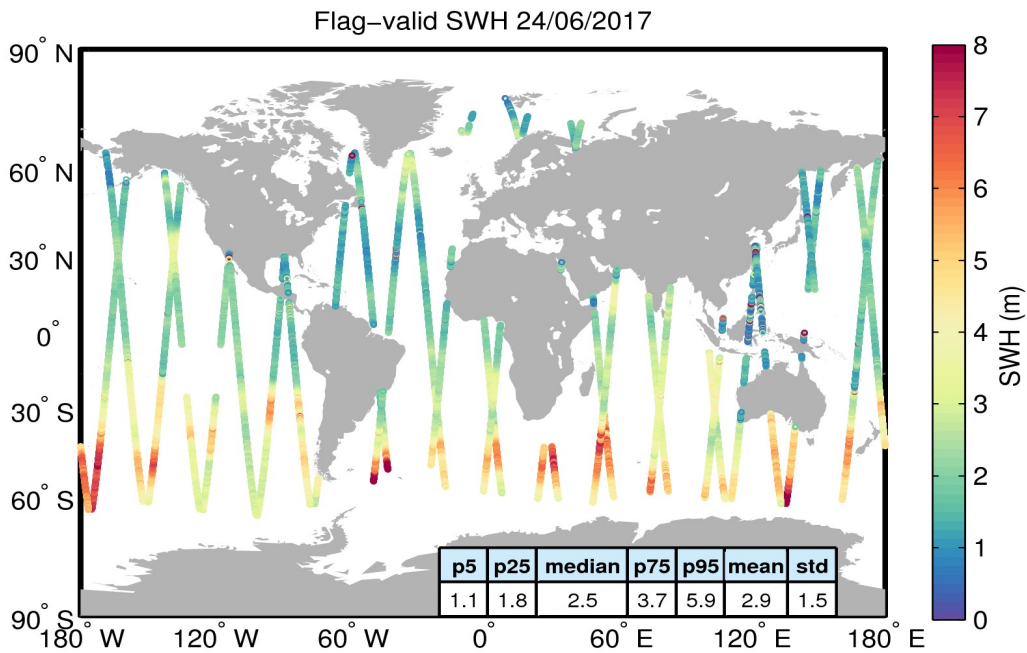 Flag−valid SWH 24/06/2017
90° N
60° N
30° N
0°
30° S
60° S
90° S
180° W
120° W
60° W
0°
60° E
120° E
180° E
p5 p25 median p75 p95 mean std
1.1 1.8 2.5 3.7 5.9 2.9 1.5
8
7
6
5
4
3
2
1
0
SWH (m)